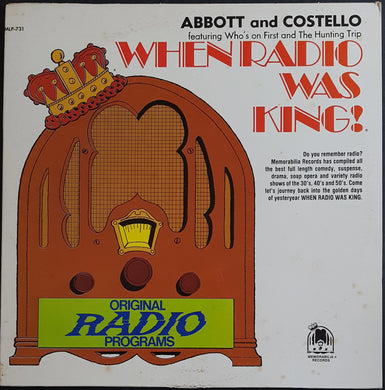 MLP-731
ABBOTT and COSTELLO
featuring Who's on First and The Hunting Trip
WHEN RADIO
WAS
KING!
Do you remember radio?
Memorabilia Records has compiled all
the best full length comedy, suspense,
drama, soap opera and variety radio
shows of the 30's, 40's and 50's. Come
let's journey back into the golden days
of yesteryear WHEN RADIO WAS KING.
ORIGINAL
RADIO
PROGRAMS
MEMORABILIA
RECORDS